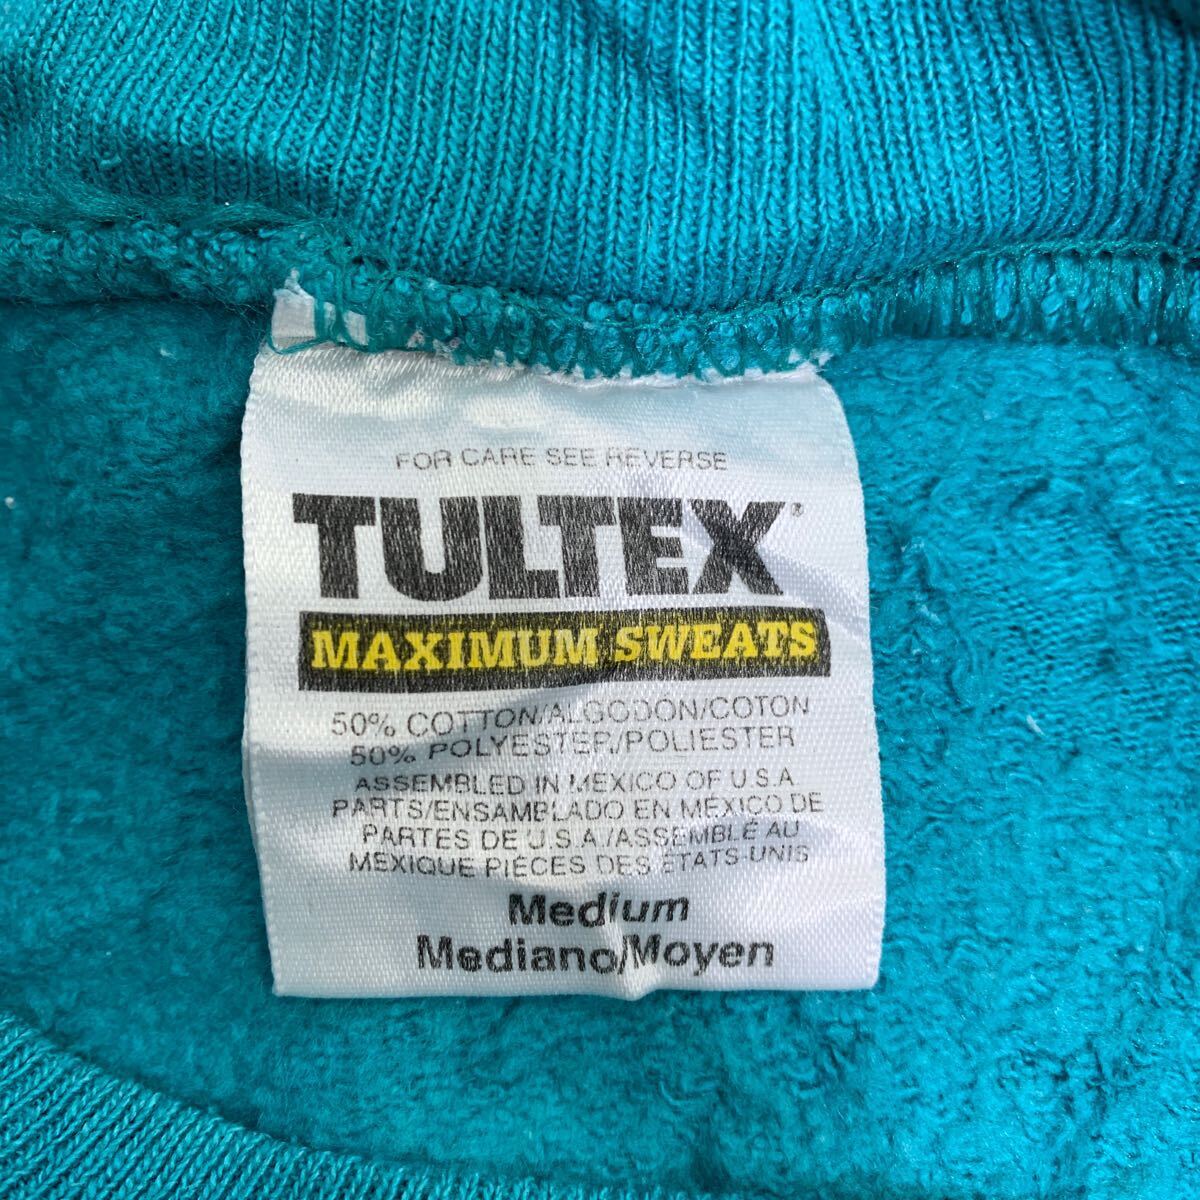 FOR CARE SEE REVERSE
TULTEX®
MAXIMUM SWEATS
50% COTTON/ALGODON/COTON
50% POLYESTER/POLIESTER
ASSEMBLED IN MEXICO OF U.S.A.
PARTS/ENSAMBLADO EN MEXICO DE
PARTES DE U.S.A./ASSEMBLÉ AU
MEXIQUE PIÈCES DES ÉTATS-UNIS
Medium
Mediano/Moyen